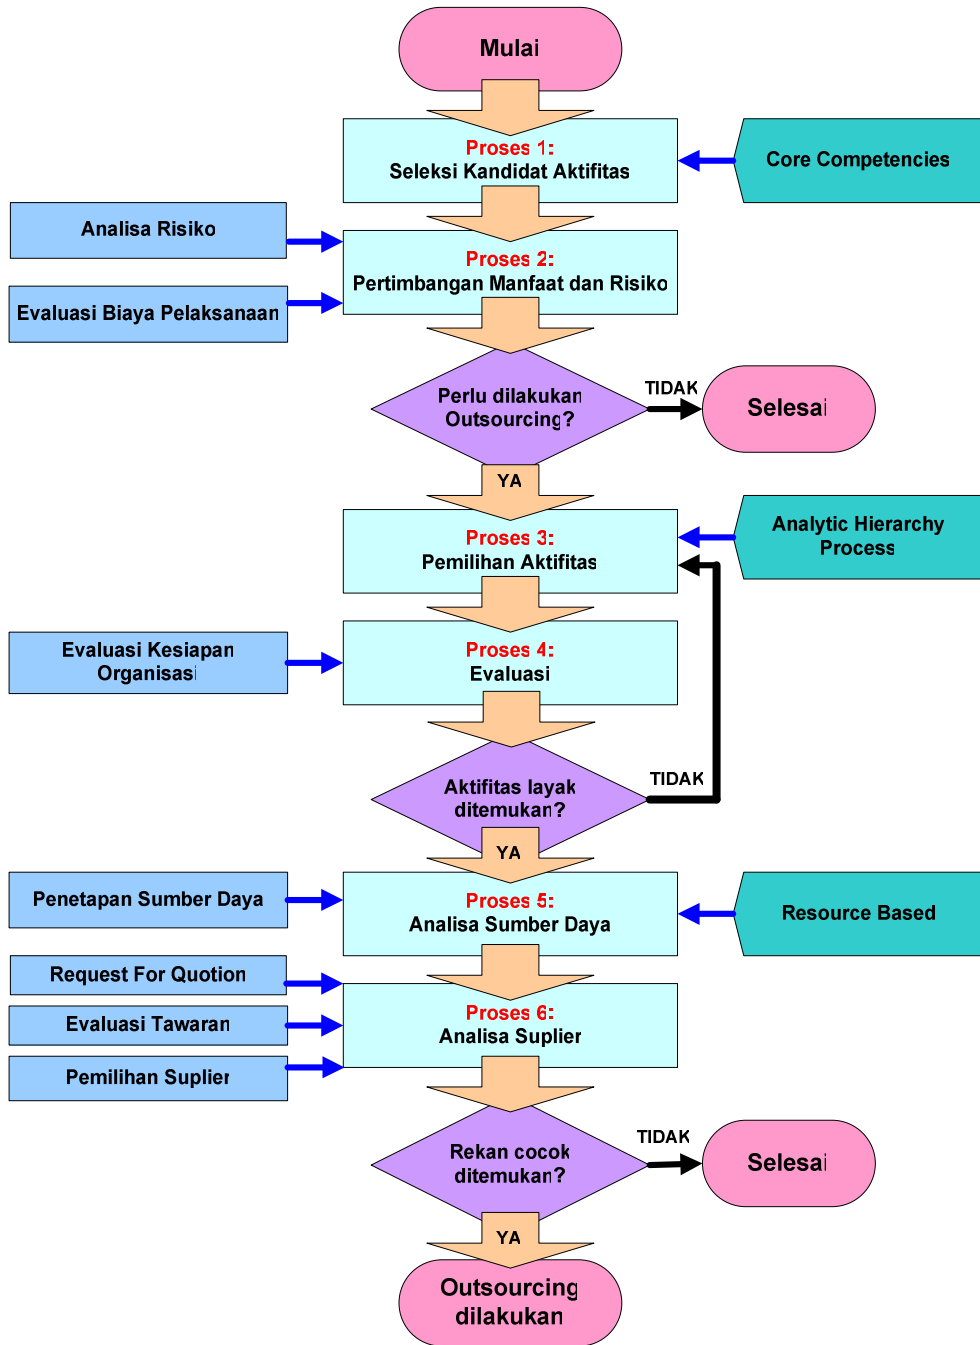 Mulai
Proses 1:
Seleksi Kandidat Aktifitas
Core Competencies
Analisa Risiko
Proses 2:
Pertimbangan Manfaat dan Risiko
Evaluasi Biaya Pelaksanaan
Perlu dilakukan
Outsourcing?
TIDAK
Selesai
YA
Proses 3:
Pemilihan Aktifitas
Analytic Hierarchy
Process
Evaluasi Kesiapan
Organisasi
Proses 4:
Evaluasi
Aktifitas layak
ditemukan?
TIDAK
YA
Penetapan Sumber Daya
Proses 5:
Analisa Sumber Daya
Resource Based
Request For Quotion
Evaluasi Tawaran
Pemilihan Suplier
Proses 6:
Analisa Suplier
Rekan cocok
ditemukan?
TIDAK
Selesai
YA
Outsourcing
dilakukan